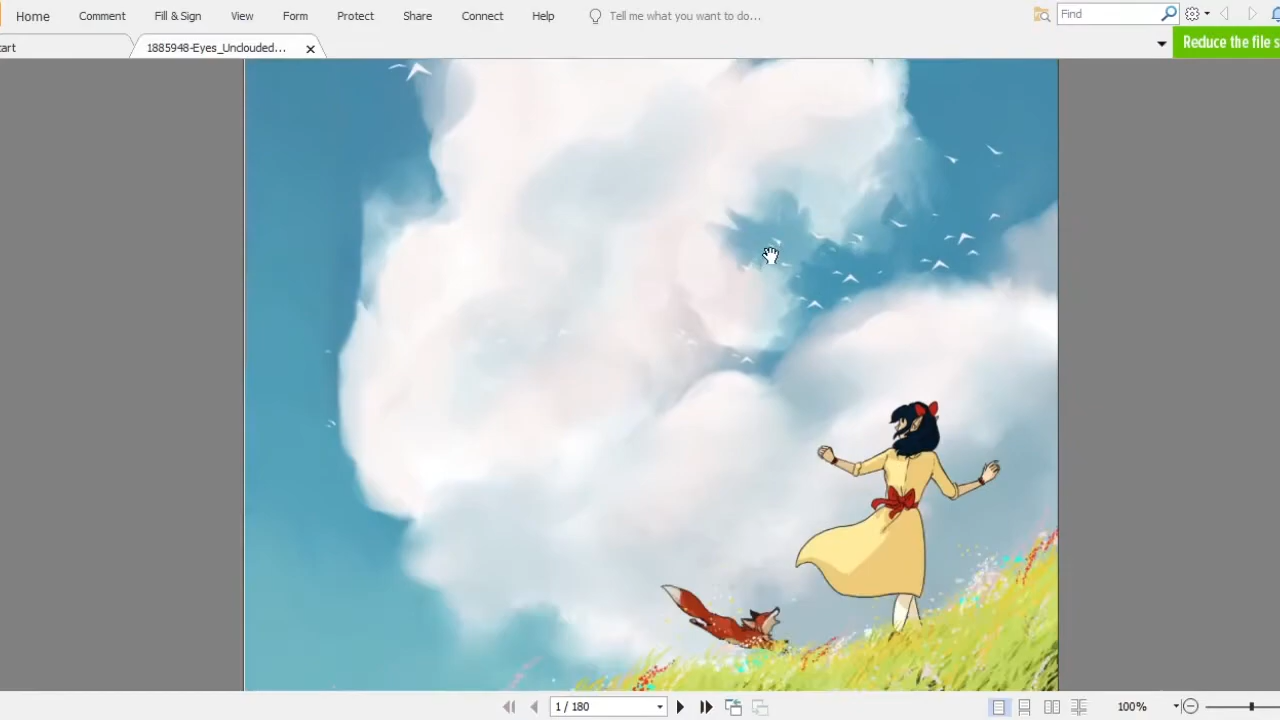 Home Comment Fill & Sign View Form Protect Share Connect Help Tell me what you want to do... Find
art 1885948-Eyes_Unclouded... Reduce the file s
1 / 180 100%